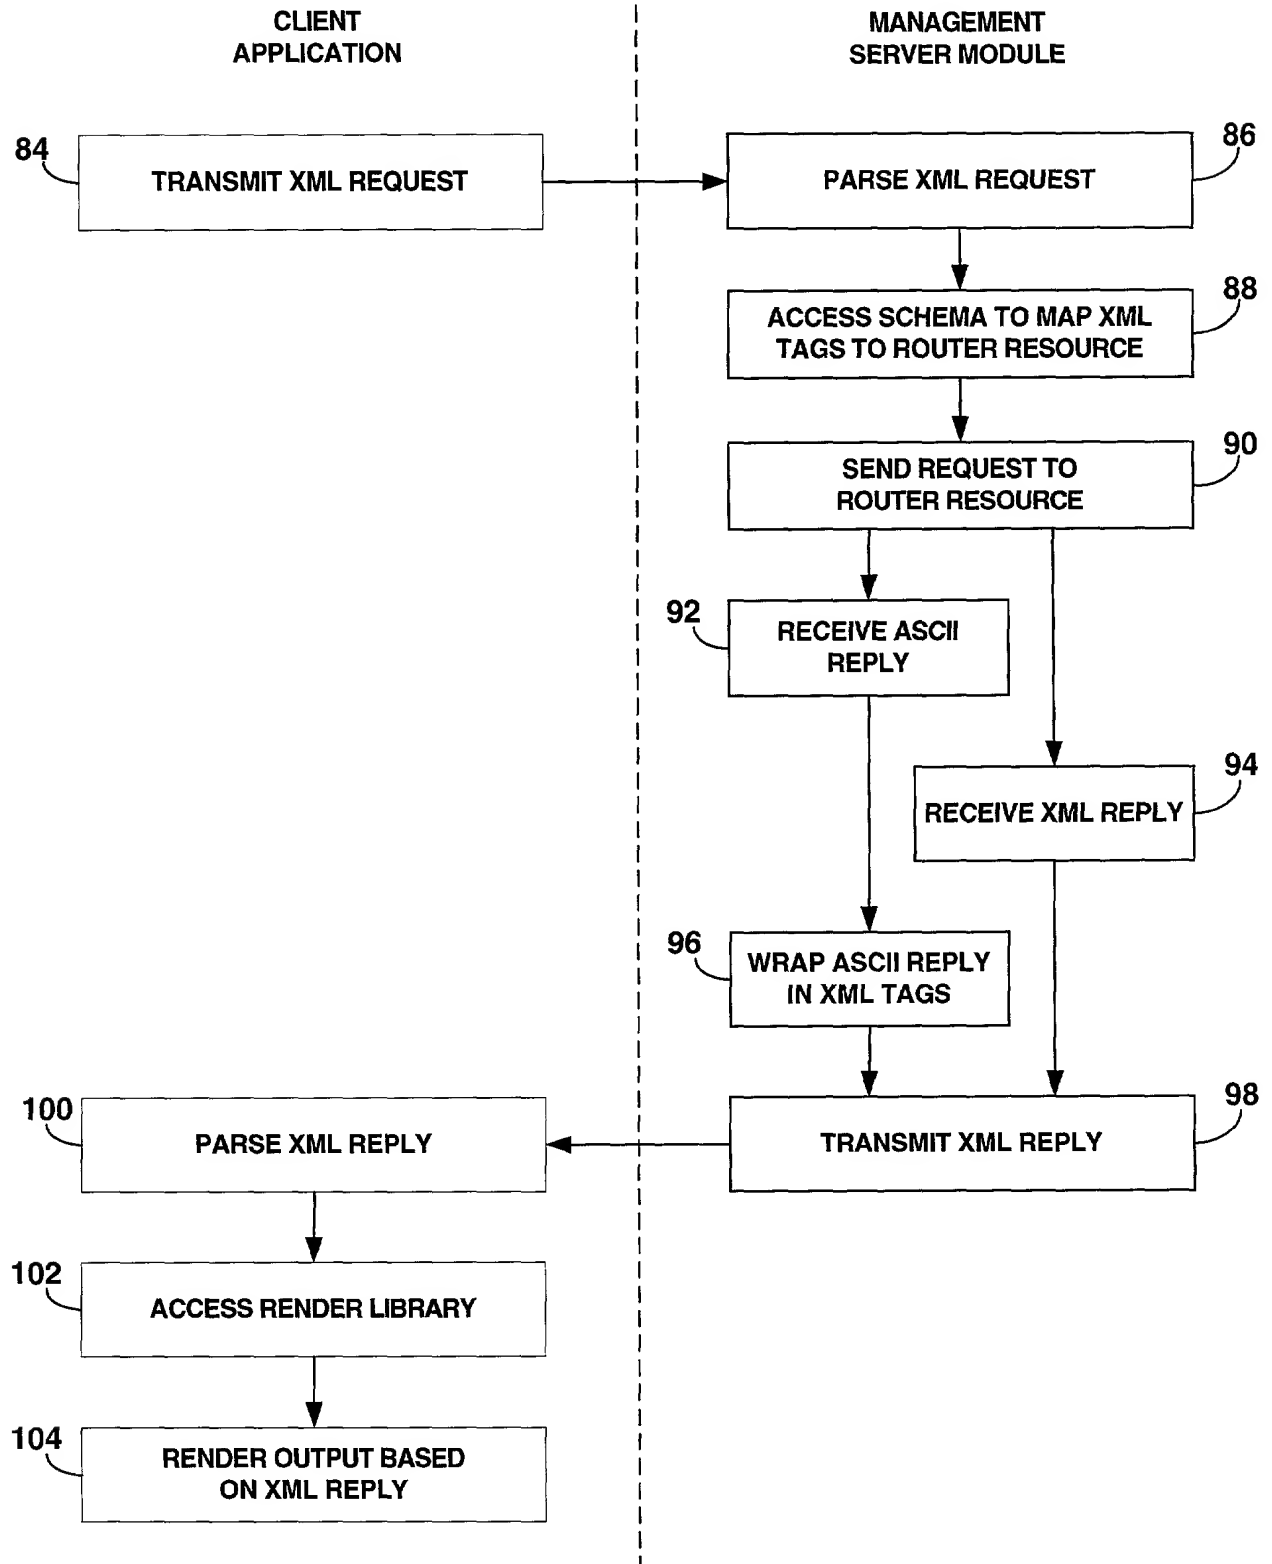 CLIENT
APPLICATION
MANAGEMENT
SERVER MODULE
84
TRANSMIT XML REQUEST
86
PARSE XML REQUEST
88
ACCESS SCHEMA TO MAP XML
TAGS TO ROUTER RESOURCE
90
SEND REQUEST TO
ROUTER RESOURCE
92
RECEIVE ASCII
REPLY
94
RECEIVE XML REPLY
96
WRAP ASCII REPLY
IN XML TAGS
98
TRANSMIT XML REPLY
100
PARSE XML REPLY
102
ACCESS RENDER LIBRARY
104
RENDER OUTPUT BASED
ON XML REPLY